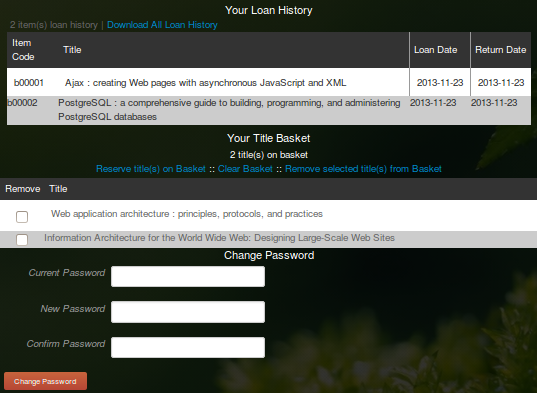 Your Loan History
2 item(s) loan history | Download All Loan History
Item Code Title Loan Date Return Date
b00001 Ajax : creating Web pages with asynchronous JavaScript and XML 2013-11-23 2013-11-23
b00002 PostgreSQL : a comprehensive guide to building, programming, and administering 2013-11-23 2013-11-23
PostgreSQL databases
Your Title Basket
2 title(s) on basket
Reserve title(s) on Basket :: Clear Basket :: Remove selected title(s) from Basket
Remove Title
Web application architecture : principles, protocols, and practices
Information Architecture for the World Wide Web: Designing Large-Scale Web Sites
Change Password
Current Password
New Password
Confirm Password
Change Password